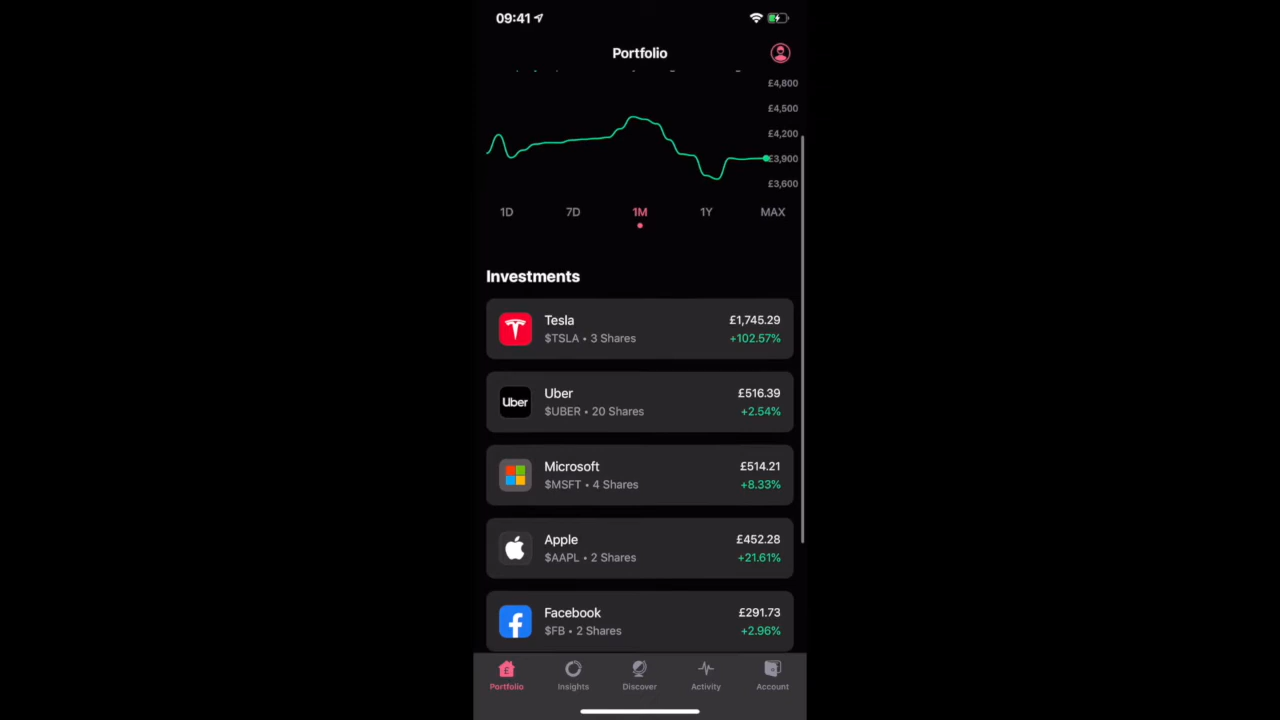 09:41
Portfolio
£4,800
£4,500
£4,200
£3,900
£3,600
1D 7D 1M 1Y MAX
Investments
Tesla £1,745.29
$TSLA • 3 Shares +102.57%
Uber
Uber £516.39
$UBER • 20 Shares +2.54%
Microsoft £514.21
$MSFT • 4 Shares +8.33%
Apple £452.28
$AAPL • 2 Shares +21.61%
Facebook £291.73
$FB • 2 Shares +2.96%
Portfolio Insights Discover Activity Account